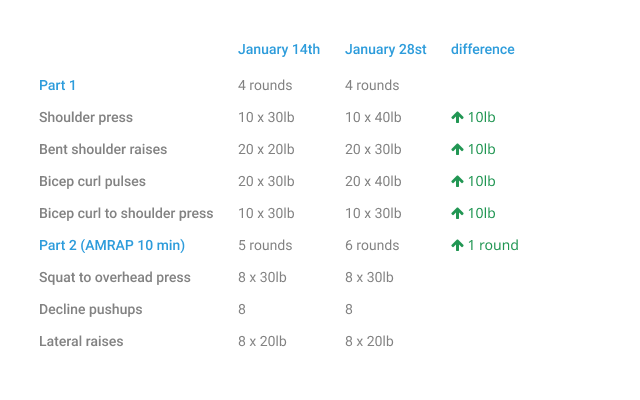 January 14th January 28st difference
Part 1 4 rounds 4 rounds
Shoulder press 10 x 30lb 10 x 40lb 10lb
Bent shoulder raises 20 x 20lb 20 x 30lb 10lb
Bicep curl pulses 20 x 30lb 20 x 40lb 10lb
Bicep curl to shoulder press 10 x 30lb 10 x 30lb 10lb
Part 2 (AMRAP 10 min) 5 rounds 6 rounds 1 round
Squat to overhead press 8 x 30lb 8 x 30lb
Decline pushups 8 8
Lateral raises 8 x 20lb 8 x 20lb